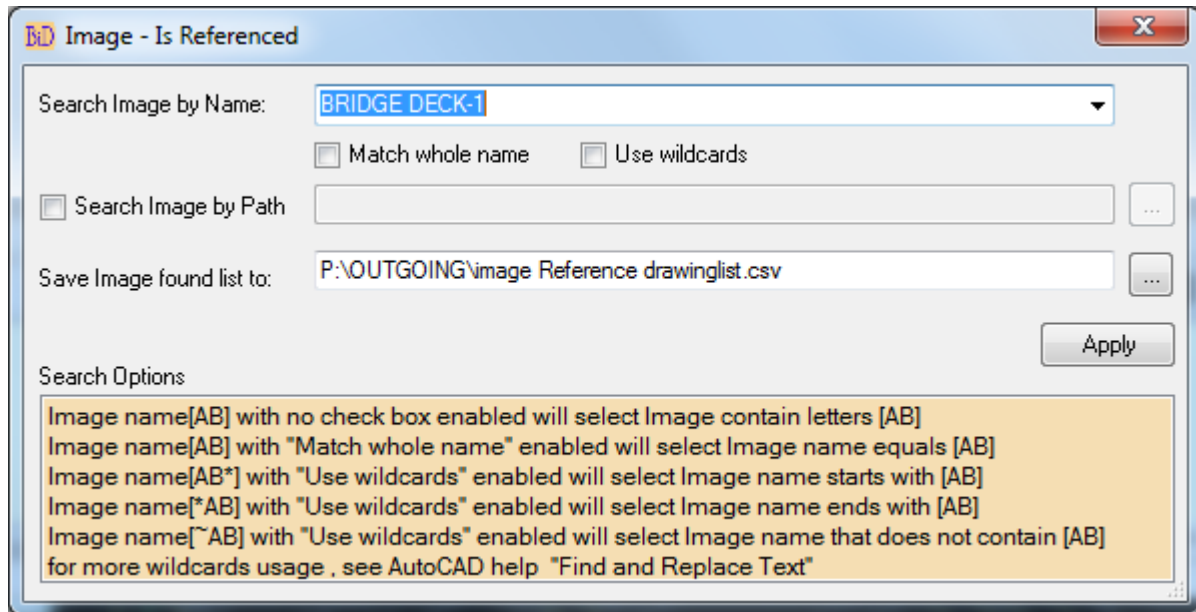 BiD Image - Is Referenced
Search Image by Name: BRIDGE DECK-1
Match whole name Use wildcards
Search Image by Path ...
Save Image found list to: P:\OUTGOING\image Reference drawinglist.csv ...
Apply
Search Options
Image name[AB] with no check box enabled will select Image contain letters [AB]
Image name[AB] with "Match whole name" enabled will select Image name equals [AB]
Image name[AB*] with "Use wildcards" enabled will select Image name starts with [AB]
Image name[*AB] with "Use wildcards" enabled will select Image name ends with [AB]
Image name[~AB] with "Use wildcards" enabled will select Image name that does not contain [AB]
for more wildcards usage , see AutoCAD help "Find and Replace Text"